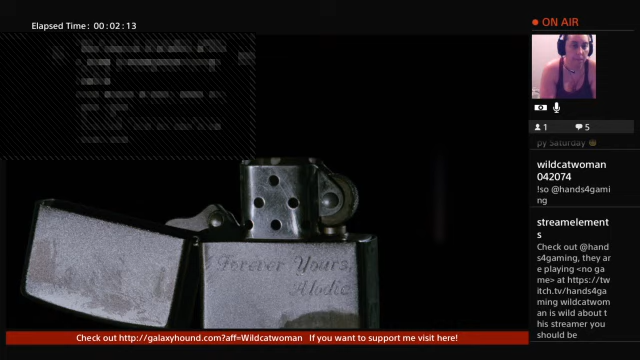 Elapsed Time: 00:02:13
ON AIR
1
5
py Saturday
wildcatwoman
042074
!so @hands4gami
ng
streamelement
s
Check out @hand
s4gaming, they ar
e playing <no ga
me> at https://tw
itch.tv/hands4ga
ming wildcatwom
an is wild about t
his streamer you
should be
Forever Yours,
Check out http://galaxyhound.com?aff=Wildcatwoman If you want to support me visit here!